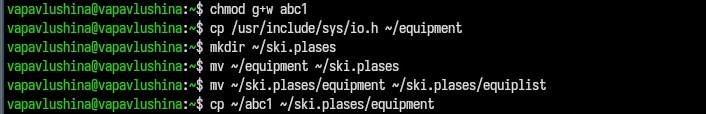 vapavlushina@vapavlushina:~$ chmod g+w abc1
vapavlushina@vapavlushina:~$ cp /usr/include/sys/io.h ~/equipment
vapavlushina@vapavlushina:~$ mkdir ~/ski.plases
vapavlushina@vapavlushina:~$ mv ~/equipment ~/ski.plases
vapavlushina@vapavlushina:~$ mv ~/ski.plases/equipment ~/ski.plases/equiplist
vapavlushina@vapavlushina:~$ cp ~/abc1 ~/ski.plases/equipment